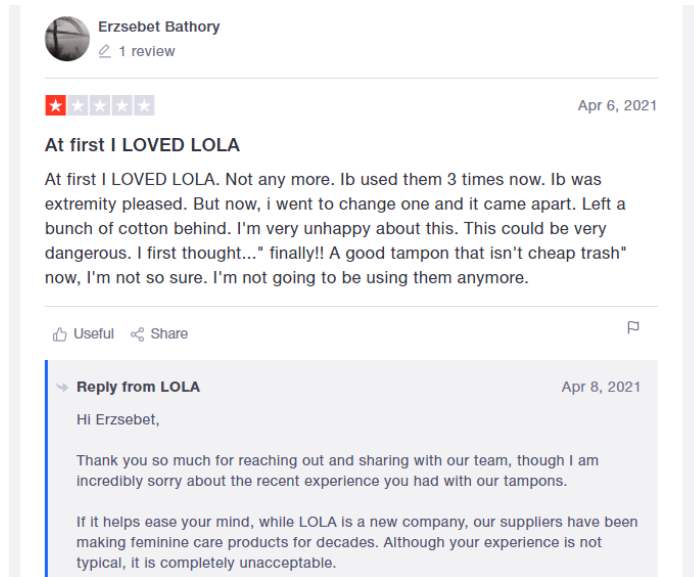 Erzsebet Bathory
1 review
Apr 6, 2021
At first I LOVED LOLA
At first I LOVED LOLA. Not any more. Ib used them 3 times now. Ib was
extremity pleased. But now, i went to change one and it came apart. Left a
bunch of cotton behind. I'm very unhappy about this. This could be very
dangerous. I first thought..." finally!! A good tampon that isn't cheap trash"
now, I'm not so sure. I'm not going to be using them anymore.
Useful Share
Reply from LOLA Apr 8, 2021
Hi Erzsebet,
Thank you so much for reaching out and sharing with our team, though I am
incredibly sorry about the recent experience you had with our tampons.
If it helps ease your mind, while LOLA is a new company, our suppliers have been
making feminine care products for decades. Although your experience is not
typical, it is completely unacceptable.